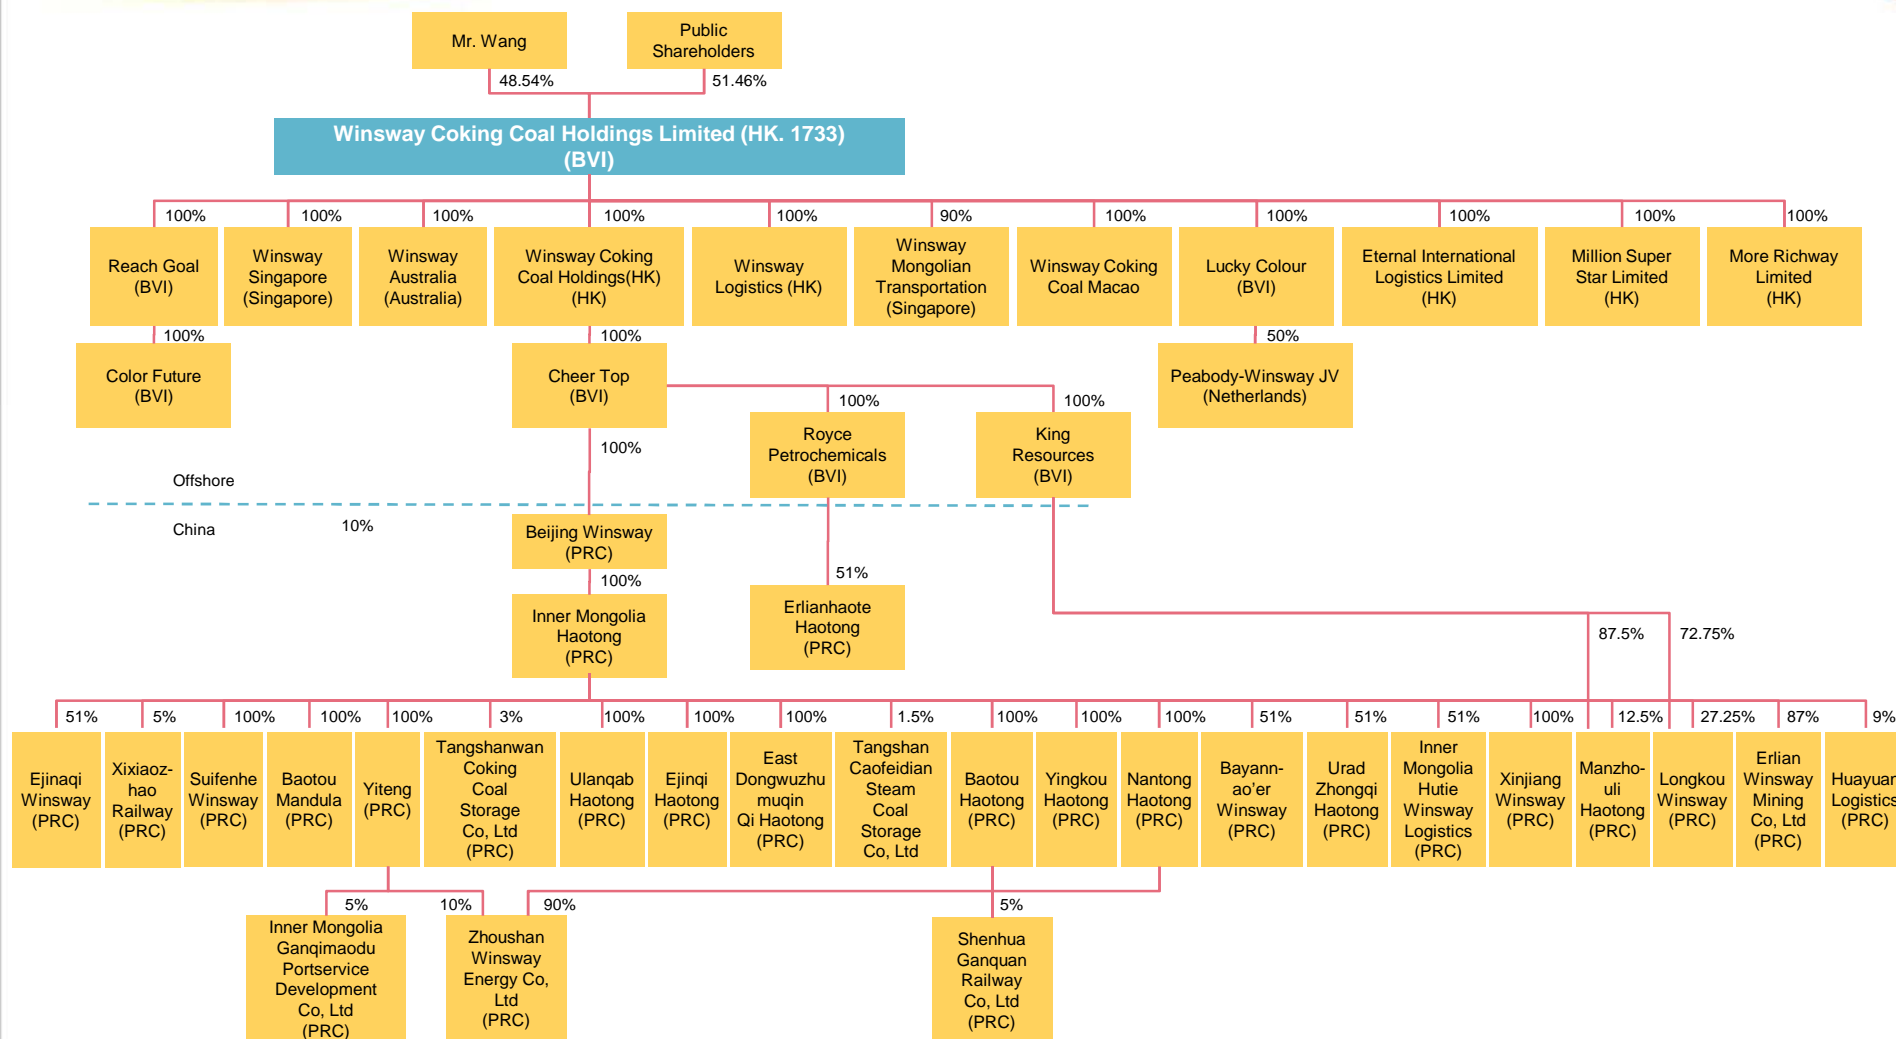 Mr. Wang
Public
Shareholders
48.54%
51.46%
Winsway Coking Coal Holdings Limited (HK. 1733)
(BVI)
100%
100%
100%
100%
100%
90%
100%
100%
100%
100%
100%
Reach Goal
(BVI)
Winsway
Singapore
(Singapore)
Winsway
Australia
(Australia)
Winsway Coking
Coal Holdings(HK)
(HK)
Winsway
Logistics (HK)
Winsway
Mongolian
Transportation
(Singapore)
Winsway Coking
Coal Macao
Lucky Colour
(BVI)
Eternal International
Logistics Limited
(HK)
Million Super
Star Limited
(HK)
More Richway
Limited
(HK)
100%
100%
50%
Color Future
(BVI)
Cheer Top
(BVI)
Peabody-Winsway JV
(Netherlands)
100%
100%
100%
Royce
Petrochemicals
(BVI)
King
Resources
(BVI)
Offshore
China
10%
Beijing Winsway
(PRC)
100%
51%
Inner Mongolia
Haotong
(PRC)
Erlianhaote
Haotong
(PRC)
87.5%
72.75%
51%
5%
100%
100%
100%
3%
100%
100%
100%
1.5%
100%
100%
100%
51%
51%
51%
100%
12.5%
27.25%
87%
9%
Ejinaqi
Winsway
(PRC)
Xixiaoz-
hao
Railway
(PRC)
Suifenhe
Winsway
(PRC)
Baotou
Mandula
(PRC)
Yiteng
(PRC)
Tangshanwan
Coking
Coal
Storage
Co, Ltd
(PRC)
Ulanqab
Haotong
(PRC)
Ejinqi
Haotong
(PRC)
East
Dongwuzhu
muqin
Qi Haotong
(PRC)
Tangshan
Caofeidian
Steam
Coal
Storage
Co, Ltd
Baotou
Haotong
(PRC)
Yingkou
Haotong
(PRC)
Nantong
Haotong
(PRC)
Bayann-
ao'er
Winsway
(PRC)
Urad
Zhongqi
Haotong
(PRC)
Inner
Mongolia
Hutie
Winsway
Logistics
(PRC)
Xinjiang
Winsway
(PRC)
Manzho-
uli
Haotong
(PRC)
Longkou
Winsway
(PRC)
Erlian
Winsway
Mining
Co, Ltd
(PRC)
Huayuan
Logistics
(PRC)
5%
10%
90%
5%
Inner Mongolia
Ganqimaodu
Portservice
Development
Co, Ltd
(PRC)
Zhoushan
Winsway
Energy Co,
Ltd
(PRC)
Shenhua
Ganquan
Railway
Co, Ltd
(PRC)